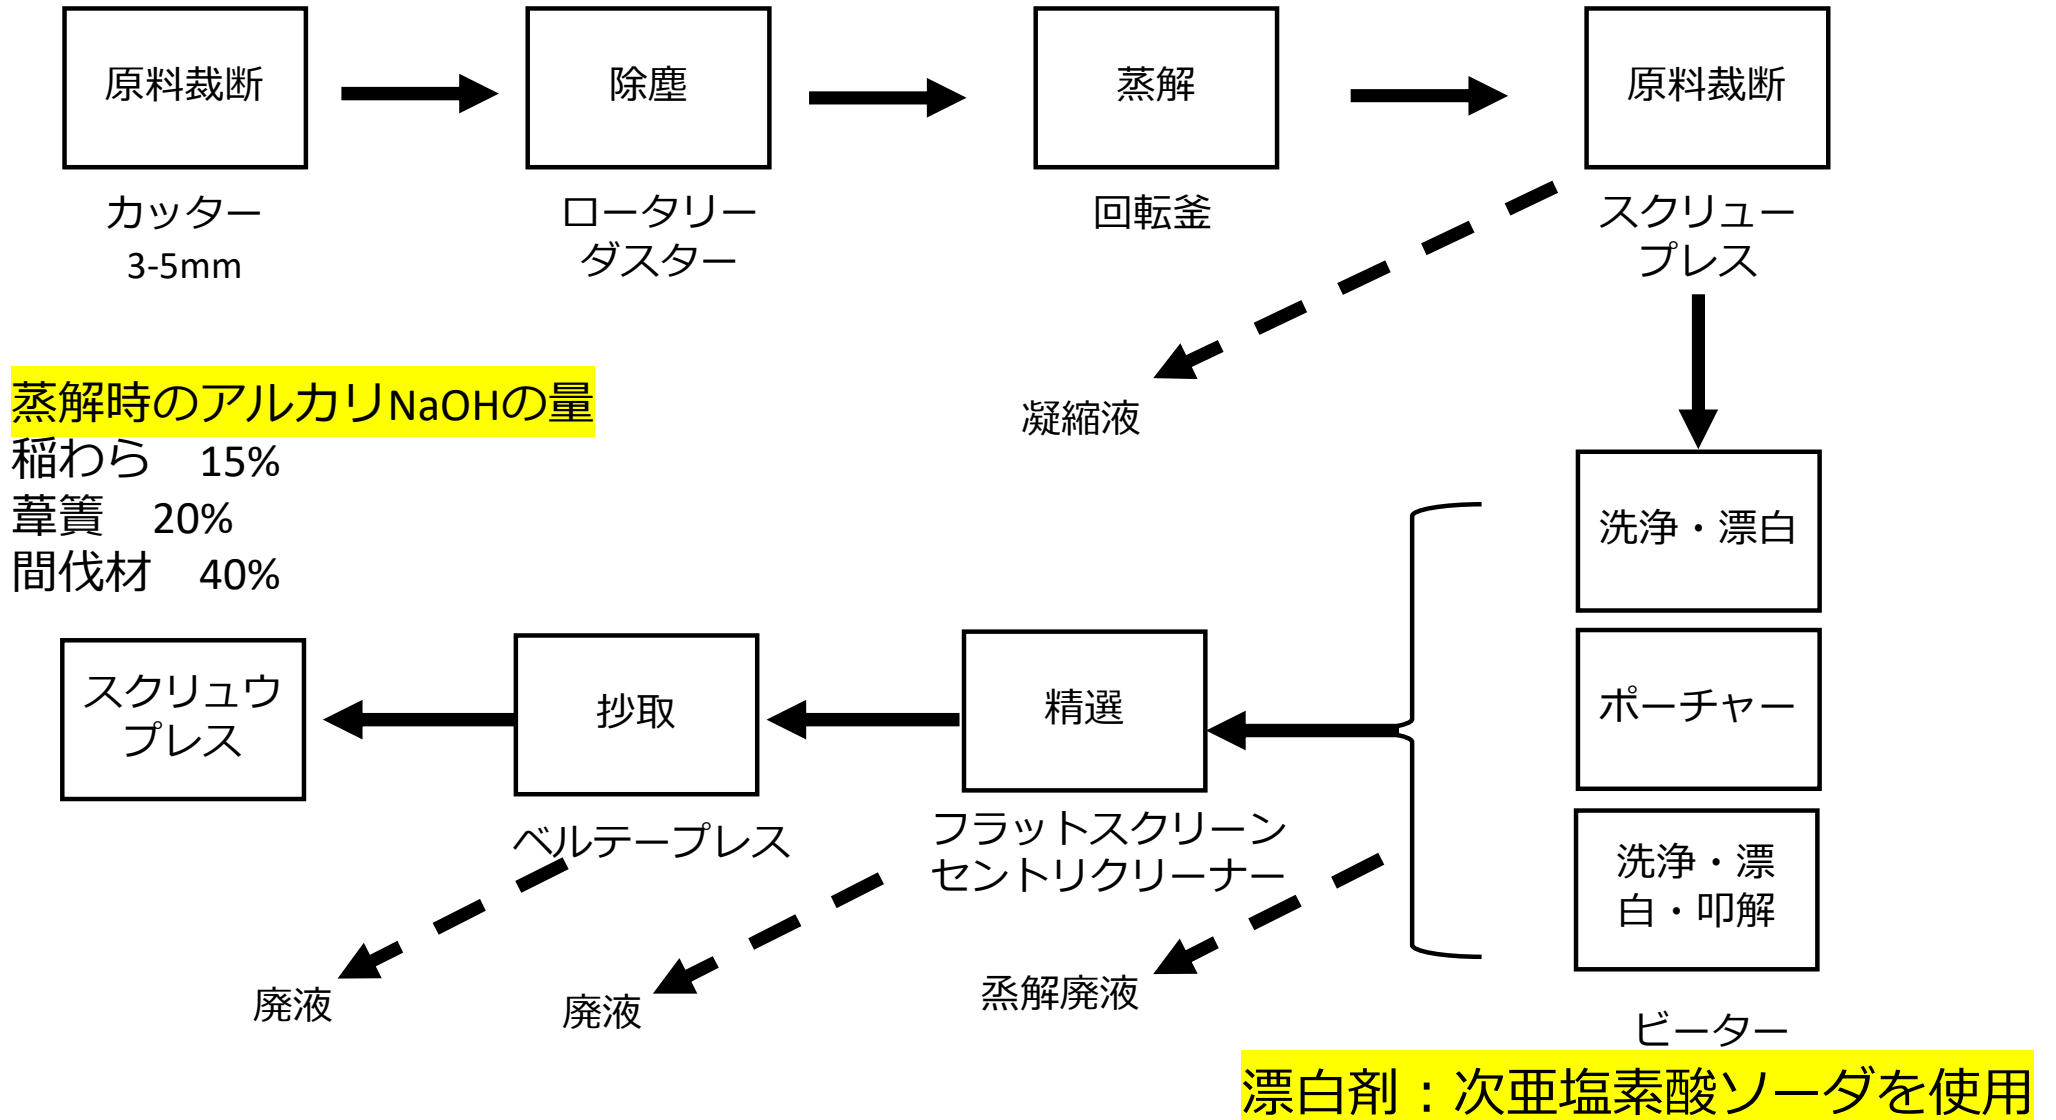 原料裁断
除塵
蒸解
原料裁断
カッター
3-5mm
ロータリー
ダスター
回転釜
スクリュー
プレス
凝縮液
蒸解時のアルカリNaOHの量
稲わら 15%
葦簀 20%
間伐材 40%
洗浄・漂白
ポーチャー
洗浄・漂
白・叩解
ビーター
漂白剤：次亜塩素酸ソーダを使用
精選
フラットスクリーン
セントリクリーナー
烝解廃液
抄取
ベルテープレス
廃液
スクリュウ
プレス
廃液